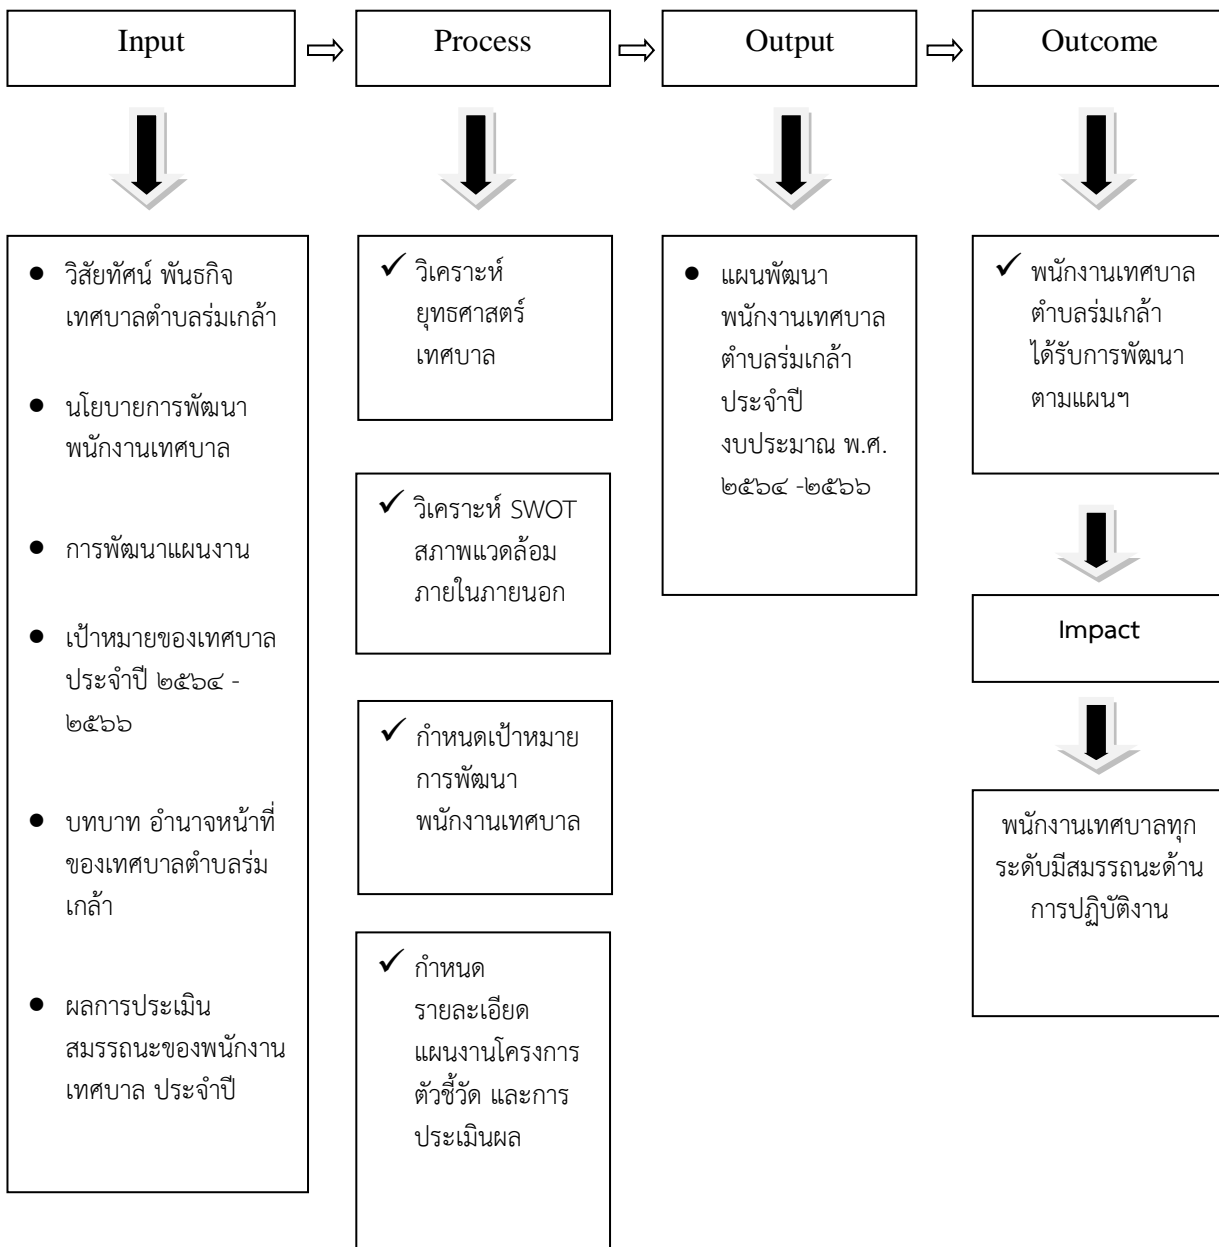 Input
Process
Output
Outcome
วิสัยทัศน์ พันธกิจ
เทศบาลตำบลร่มเกล้า
นโยบายการพัฒนา
พนักงานเทศบาล
การพัฒนาแผนงาน
เป้าหมายของเทศบาล
ประจำปี ๒๕๖๔ -
๒๕๖๖
บทบาท อำนาจหน้าที่
ของเทศบาลตำบลร่ม
เกล้า
ผลการประเมิน
สมรรถนะของพนักงาน
เทศบาล ประจำปี
วิเคราะห์
ยุทธศาสตร์
เทศบาล
วิเคราะห์ SWOT
สภาพแวดล้อม
ภายในภายนอก
กำหนดเป้าหมาย
การพัฒนา
พนักงานเทศบาล
กำหนด
รายละเอียด
แผนงานโครงการ
ตัวชี้วัด และการ
ประเมินผล
แผนพัฒนา
พนักงานเทศบาล
ตำบลร่มเกล้า
ประจำปี
งบประมาณ พ.ศ.
๒๕๖๔ -๒๕๖๖
พนักงานเทศบาล
ตำบลร่มเกล้า
ได้รับการพัฒนา
ตามแผนฯ
Impact
พนักงานเทศบาลทุก
ระดับมีสมรรถนะด้าน
การปฏิบัติงาน